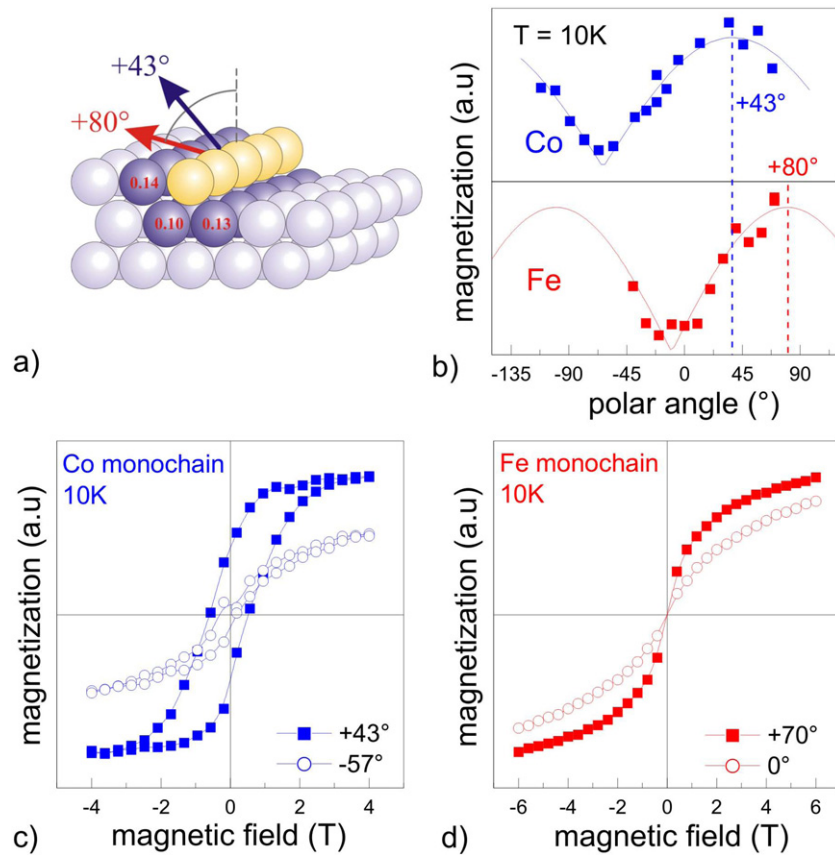 a)
+43°
+80°
0.14
0.10
0.13
b)
magnetization (a.u)
T = 10K
Co
+43°
+80°
Fe
-135 -90 -45 0 45 90
polar angle (°)
c)
magnetization (a.u)
Co monochain
10K
+43°
-57°
-4 -2 0 2 4
magnetic field (T)
d)
magnetization (a.u)
Fe monochain
10K
+70°
0°
-6 -4 -2 0 2 4 6
magnetic field (T)